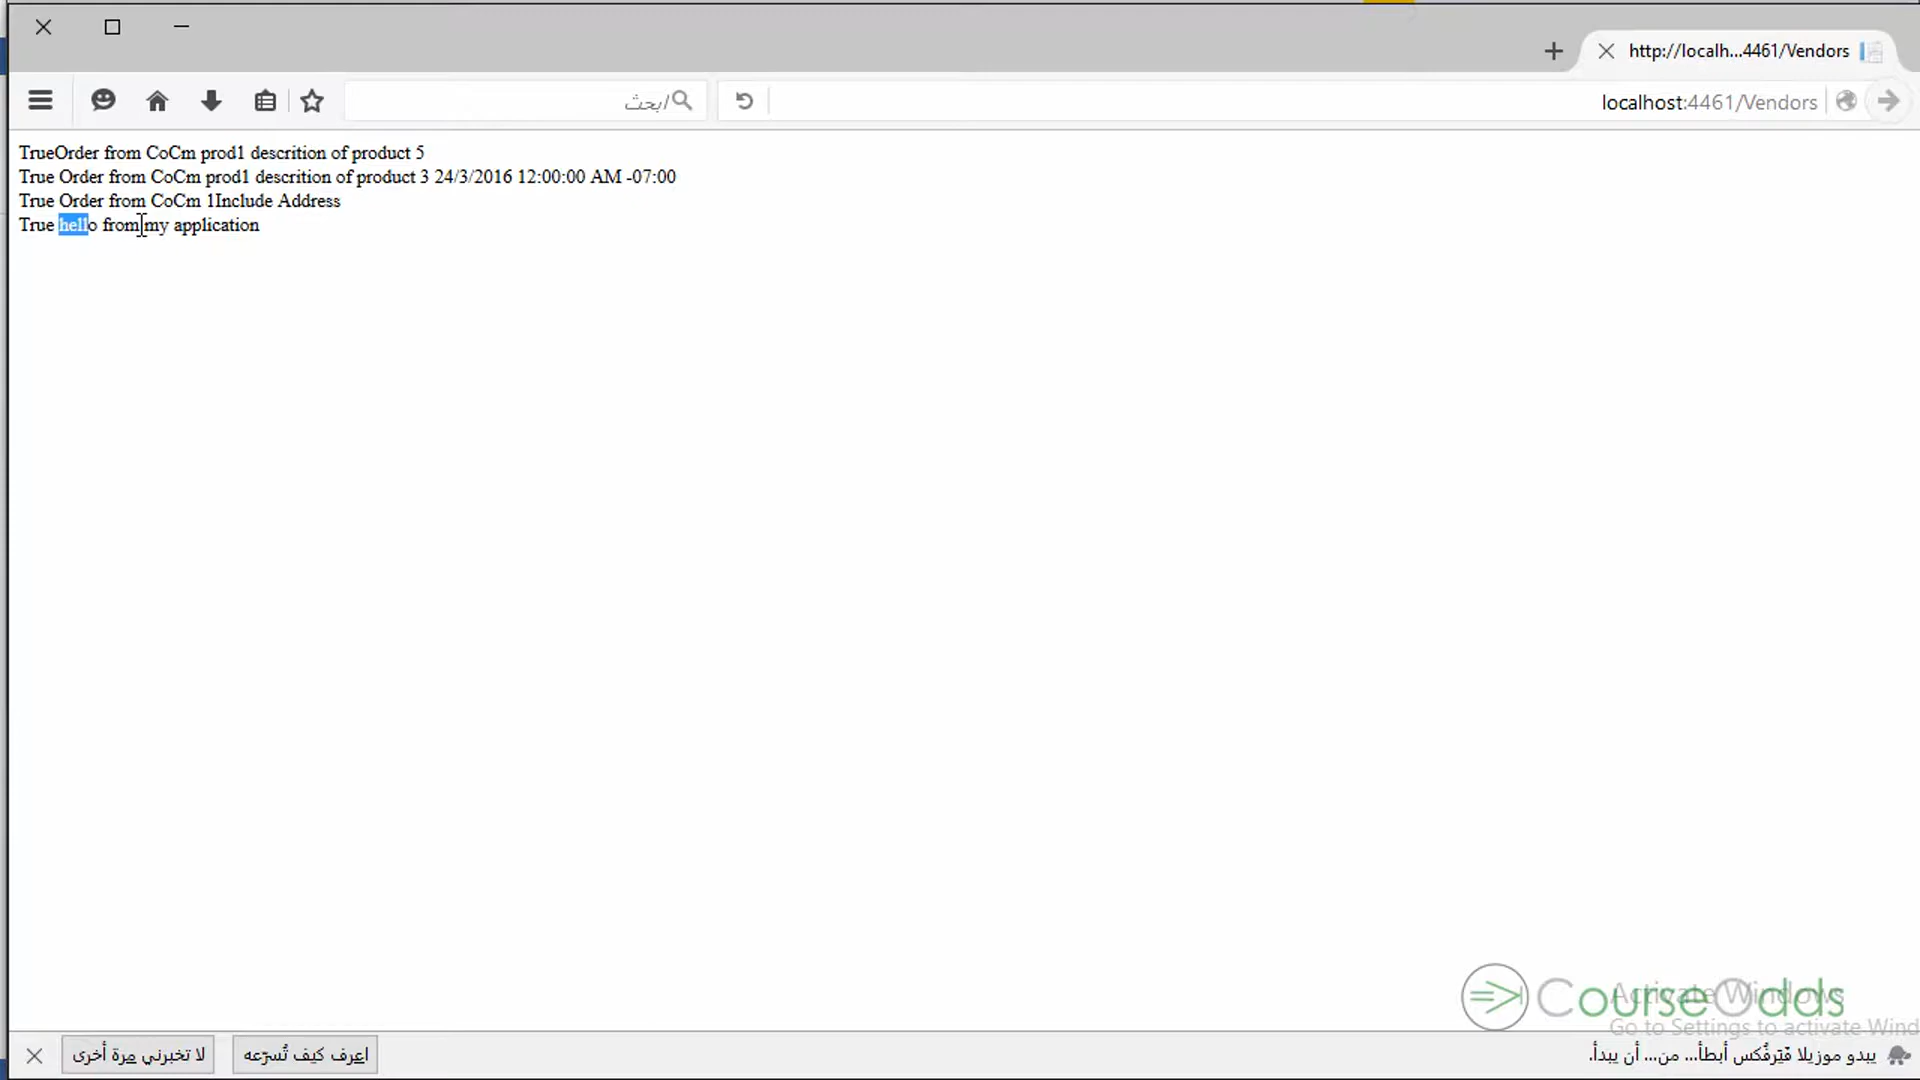 http://localh...4461/Vendors
ابحث
localhost:4461/Vendors
TrueOrder from CoCm prod1 descrition of product 5
True Order from CoCm prod1 descrition of product 3 24/3/2016 12:00:00 AM -07:00
True Order from CoCm 1Include Address
True hello from my application
CourseOdds
Activate Windows
Go to Settings to activate Wind
يبدو موزيلا فَيَرفُكس أبطأ... من... أن يبدأ.
اعرف كيف تُسرّعه
لا تخبرني مرة أخرى